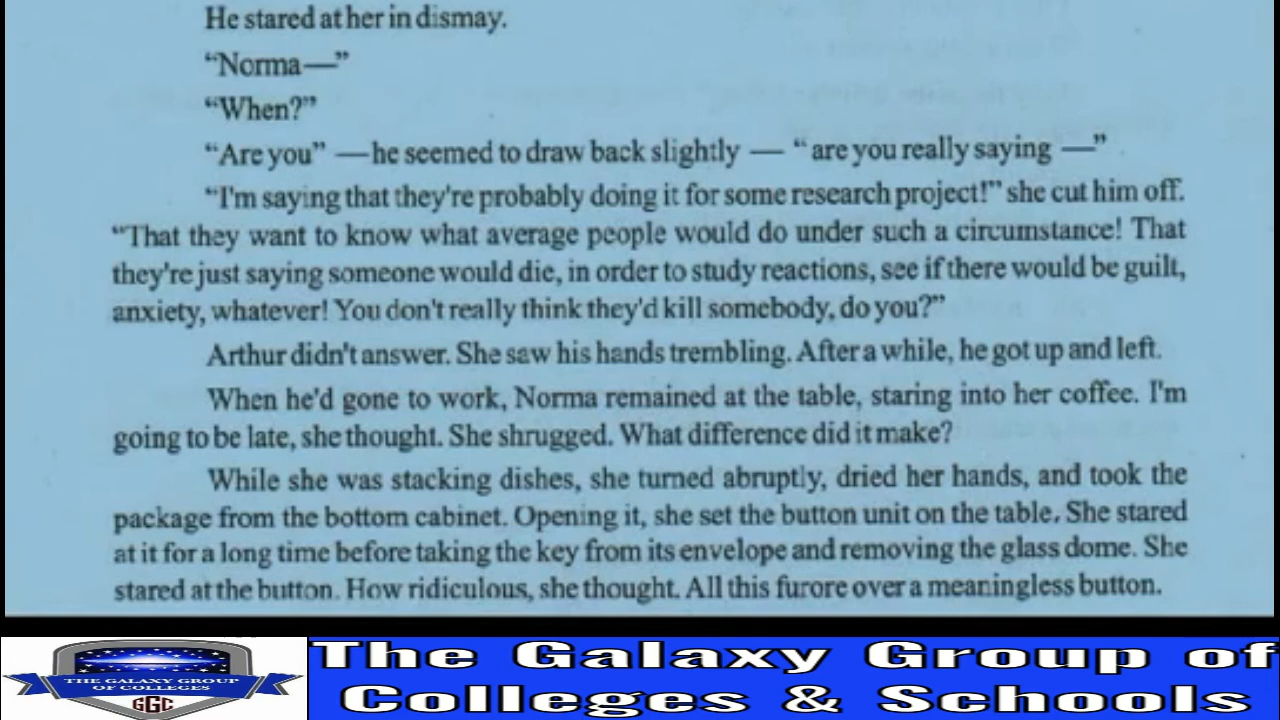 He stared at her in dismay.
“Norma—”
“When?”
“Are you” — he seemed to draw back slightly — “are you really saying —”
“I'm saying that they're probably doing it for some research project!” she cut him off.
“That they want to know what average people would do under such a circumstance! That
they're just saying someone would die, in order to study reactions, see if there would be guilt,
anxiety, whatever! You don't really think they'd kill somebody, do you?”
Arthur didn't answer. She saw his hands trembling. After a while, he got up and left.
When he'd gone to work, Norma remained at the table, staring into her coffee. I'm
going to be late, she thought. She shrugged. What difference did it make?
While she was stacking dishes, she turned abruptly, dried her hands, and took the
package from the bottom cabinet. Opening it, she set the button unit on the table. She stared
at it for a long time before taking the key from its envelope and removing the glass dome. She
stared at the button. How ridiculous, she thought. All this furore over a meaningless button.
THE GALAXY GROUP
OF COLLEGES
GGC
The Galaxy Group of
Colleges & Schools